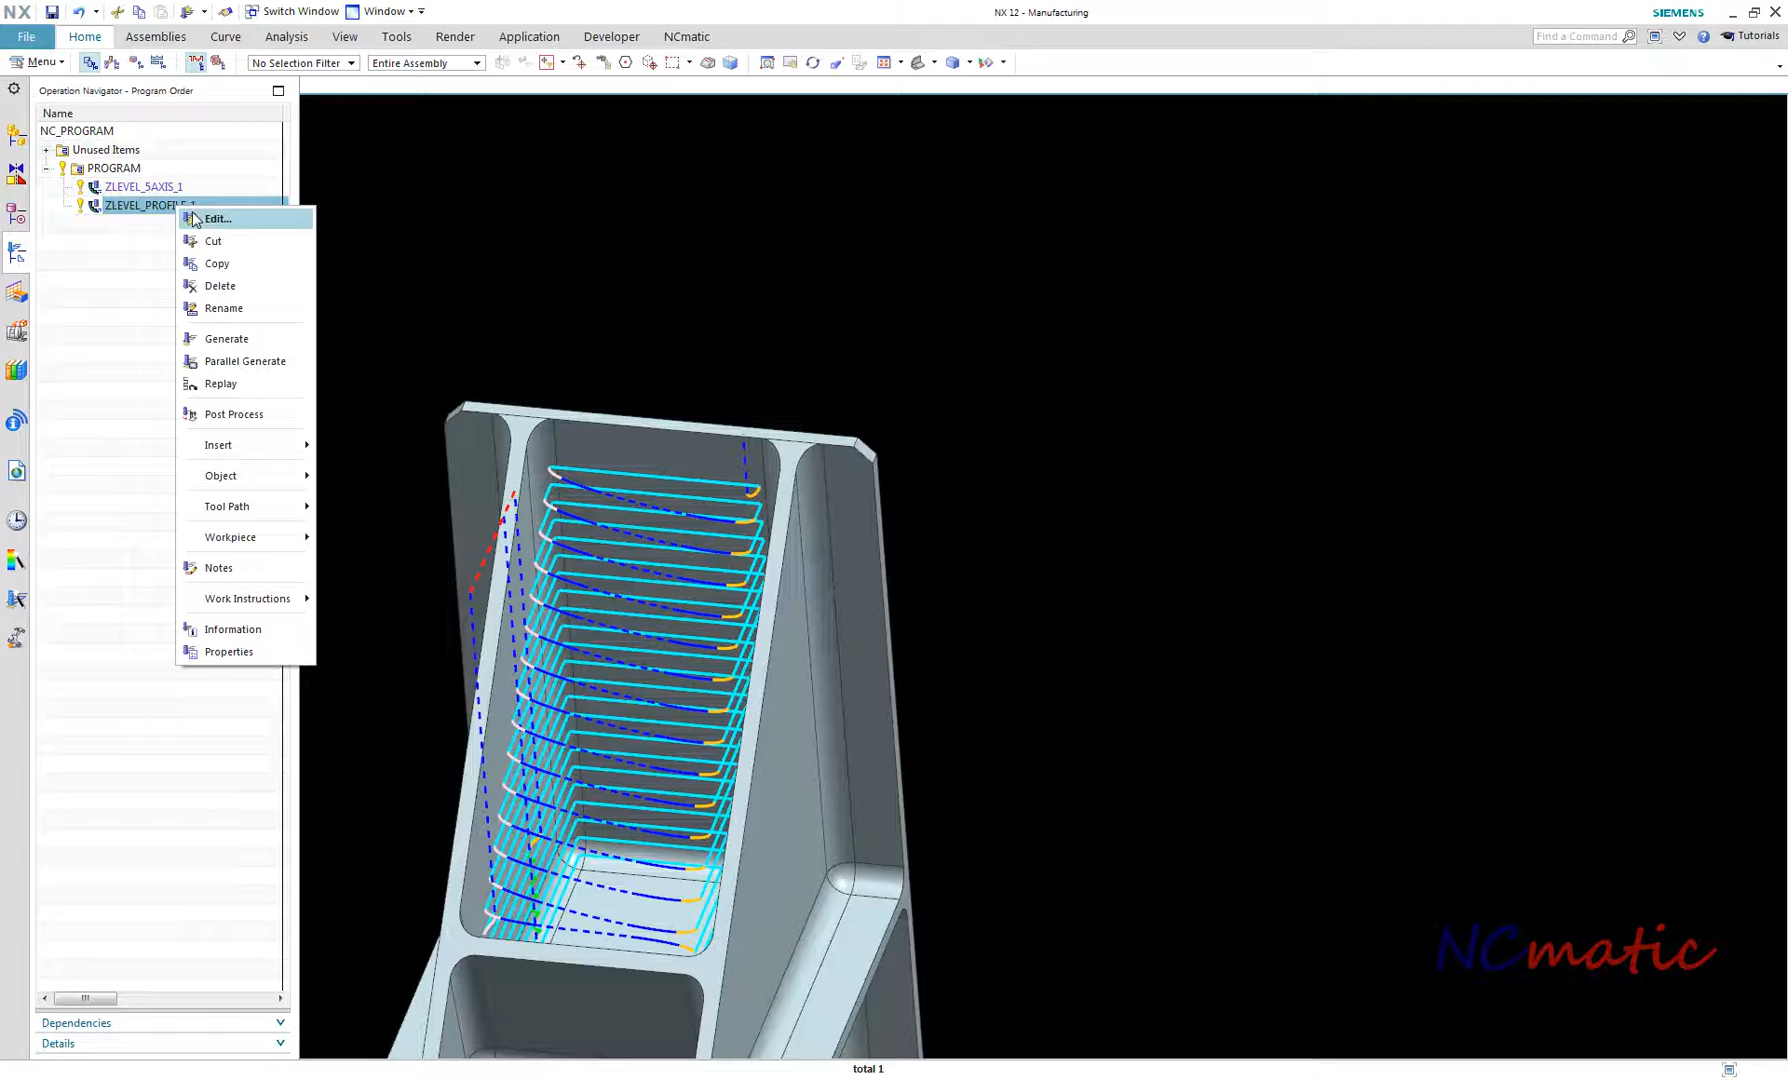 NX
Switch Window
Window
NX 12 - Manufacturing
SIEMENS
File
Home
Assemblies
Curve
Analysis
View
Tools
Render
Application
Developer
NCmatic
Find a Command
Tutorials
Menu
No Selection Filter
Entire Assembly
Operation Navigator - Program Order
Name
NC_PROGRAM
Unused Items
PROGRAM
ZLEVEL_5AXIS_1
ZLEVEL_PROFILE_1
Edit...
Cut
Copy
Delete
Rename
Generate
Parallel Generate
Replay
Post Process
Insert
Object
Tool Path
Workpiece
Notes
Work Instructions
Information
Properties
NCmatic
Dependencies
Details
total 1